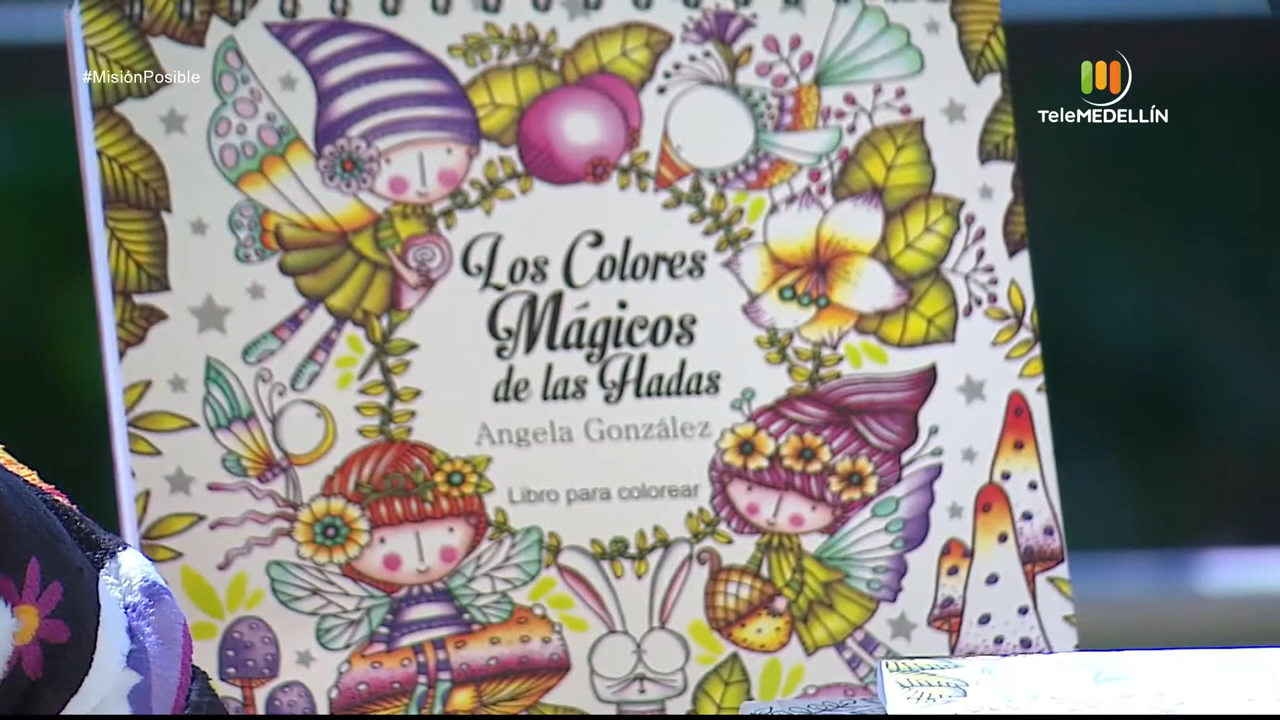 #MisiónPosible
TeleMEDELLÍN
Los Colores
Mágicos
de las Hadas
Angela González
Libro para colorear